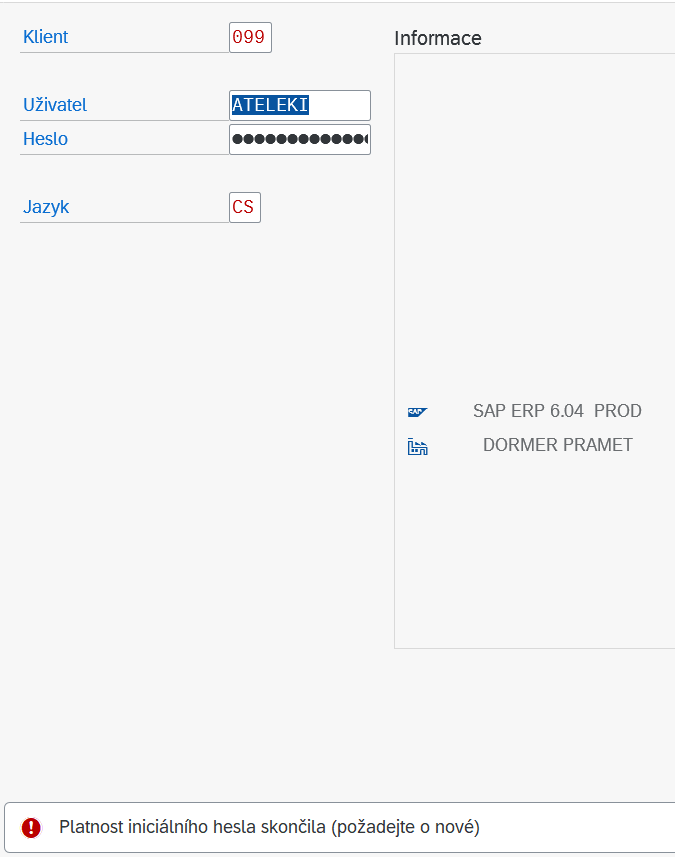 Klient 099
Informace
Uživatel ATELEKI
Heslo
Jazyk CS
SAP SAP ERP 6.04 PROD
DORMER PRAMET
Platnost iniciálního hesla skončila (požadejte o nové)